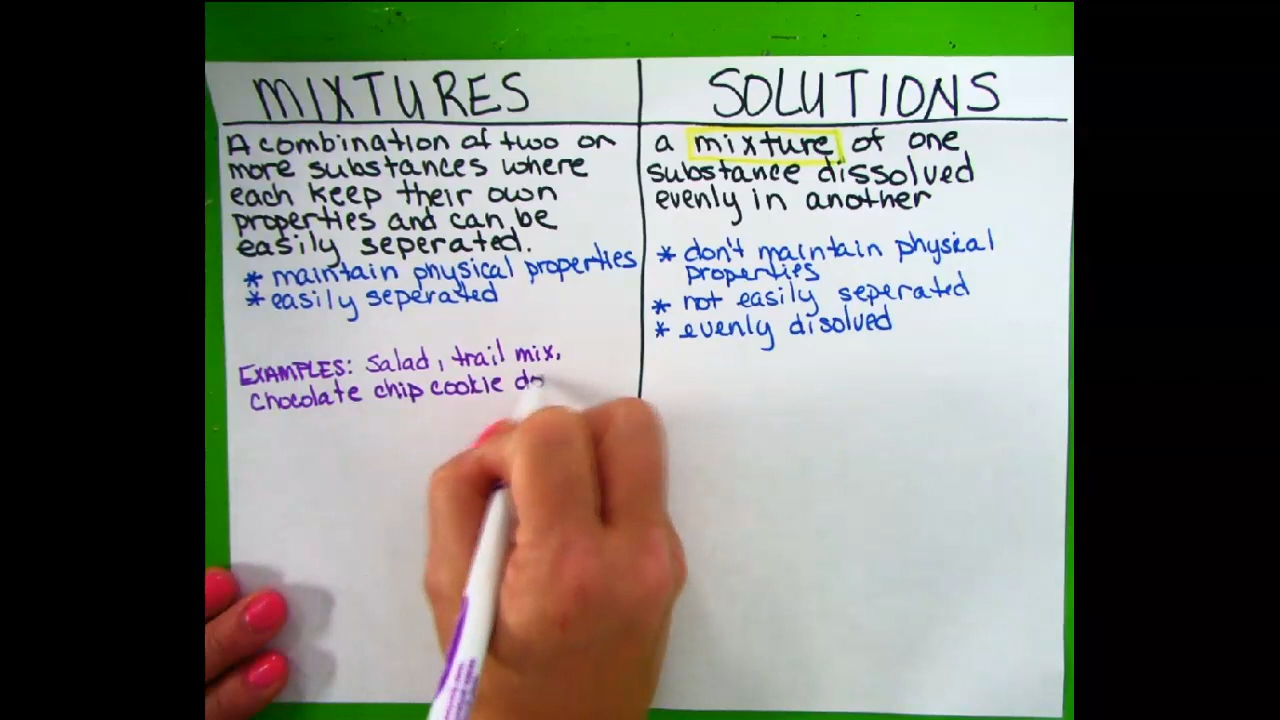 MIXTURES
A combination of two or
more substances where
each keep their own
properties and can be
easily seperated.
* maintain physical properties
* easily seperated
EXAMPLES: Salad, trail mix,
Chocolate chip cookie do
SOLUTIONS
a mixture of one
substance dissolved
evenly in another
* don't maintain physical
properties
* not easily seperated
* evenly disolved